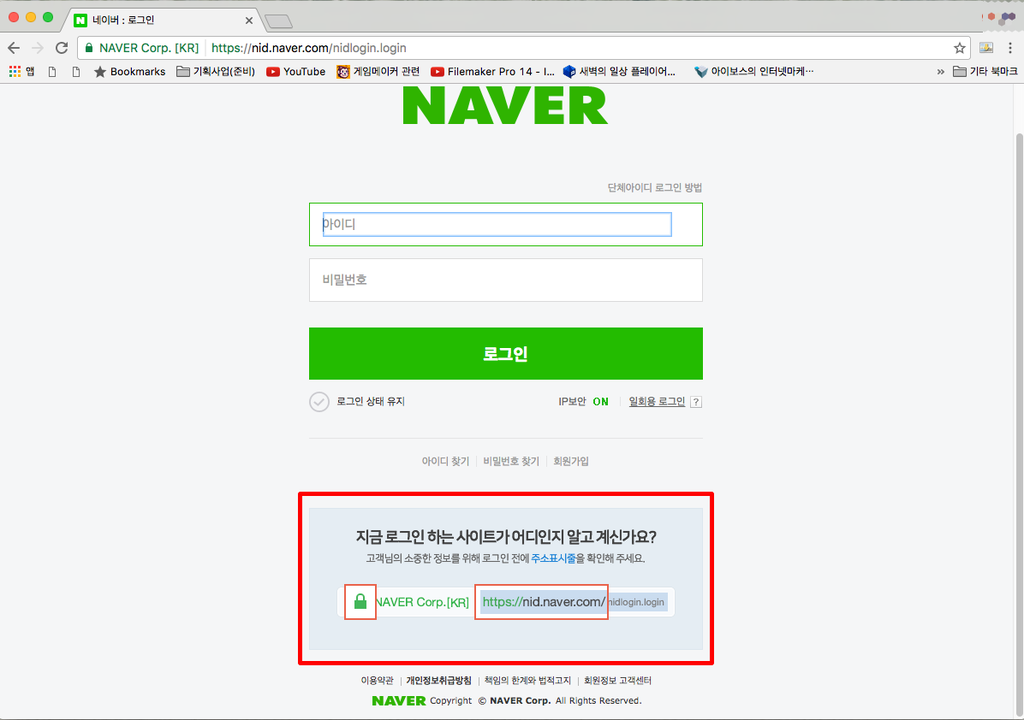 네이버 : 로그인
NAVER Corp. [KR] https://nid.naver.com/nidlogin.login
앱 Bookmarks 기획사업(준비) YouTube 게임메이커 관련 Filemaker Pro 14 - I... 새벽의 일상 플레이어... 아이보스의 인터넷마케... » 기타 북마크
NAVER
단체아이디 로그인 방법
아이디
비밀번호
로그인
로그인 상태 유지 IP보안 ON 일회용 로그인 ?
아이디 찾기 비밀번호 찾기 회원가입
지금 로그인 하는 사이트가 어디인지 알고 계신가요?
고객님의 소중한 정보를 위해 로그인 전에 주소표시줄을 확인해 주세요.
NAVER Corp.[KR] https://nid.naver.com/nidlogin.login
이용약관 개인정보취급방침 책임의 한계와 법적고지 회원정보 고객센터
NAVER Copyright © NAVER Corp. All Rights Reserved.